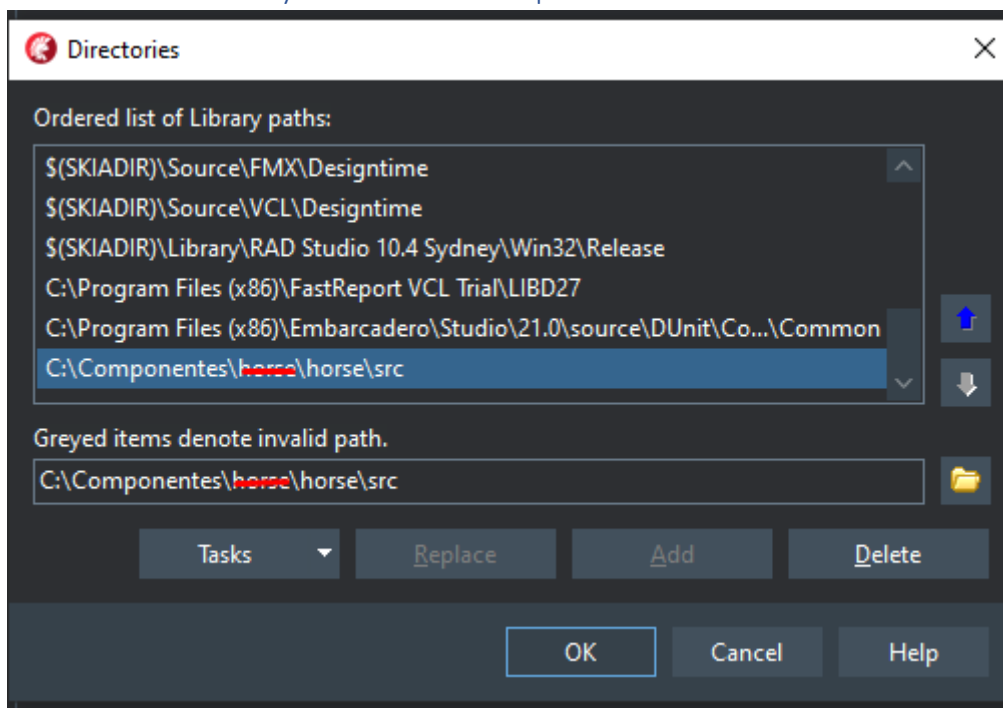 Directories
Ordered list of Library paths:
$(SKIADIR)\Source\FMX\Designtime
$(SKIADIR)\Source\VCL\Designtime
$(SKIADIR)\Library\RAD Studio 10.4 Sydney\Win32\Release
C:\Program Files (x86)\FastReport VCL Trial\LIBD27
C:\Program Files (x86)\Embarcadero\Studio\21.0\source\DUnit\Co...\Common
C:\Componentes\horse\horse\src
Greyed items denote invalid path.
C:\Componentes\horse\horse\src
Tasks Replace Add Delete
OK Cancel Help